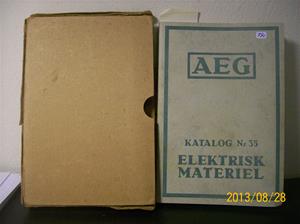 AEG
KATALOG Nr 35
ELEKTRISK
MATERIEL
2013/08/28